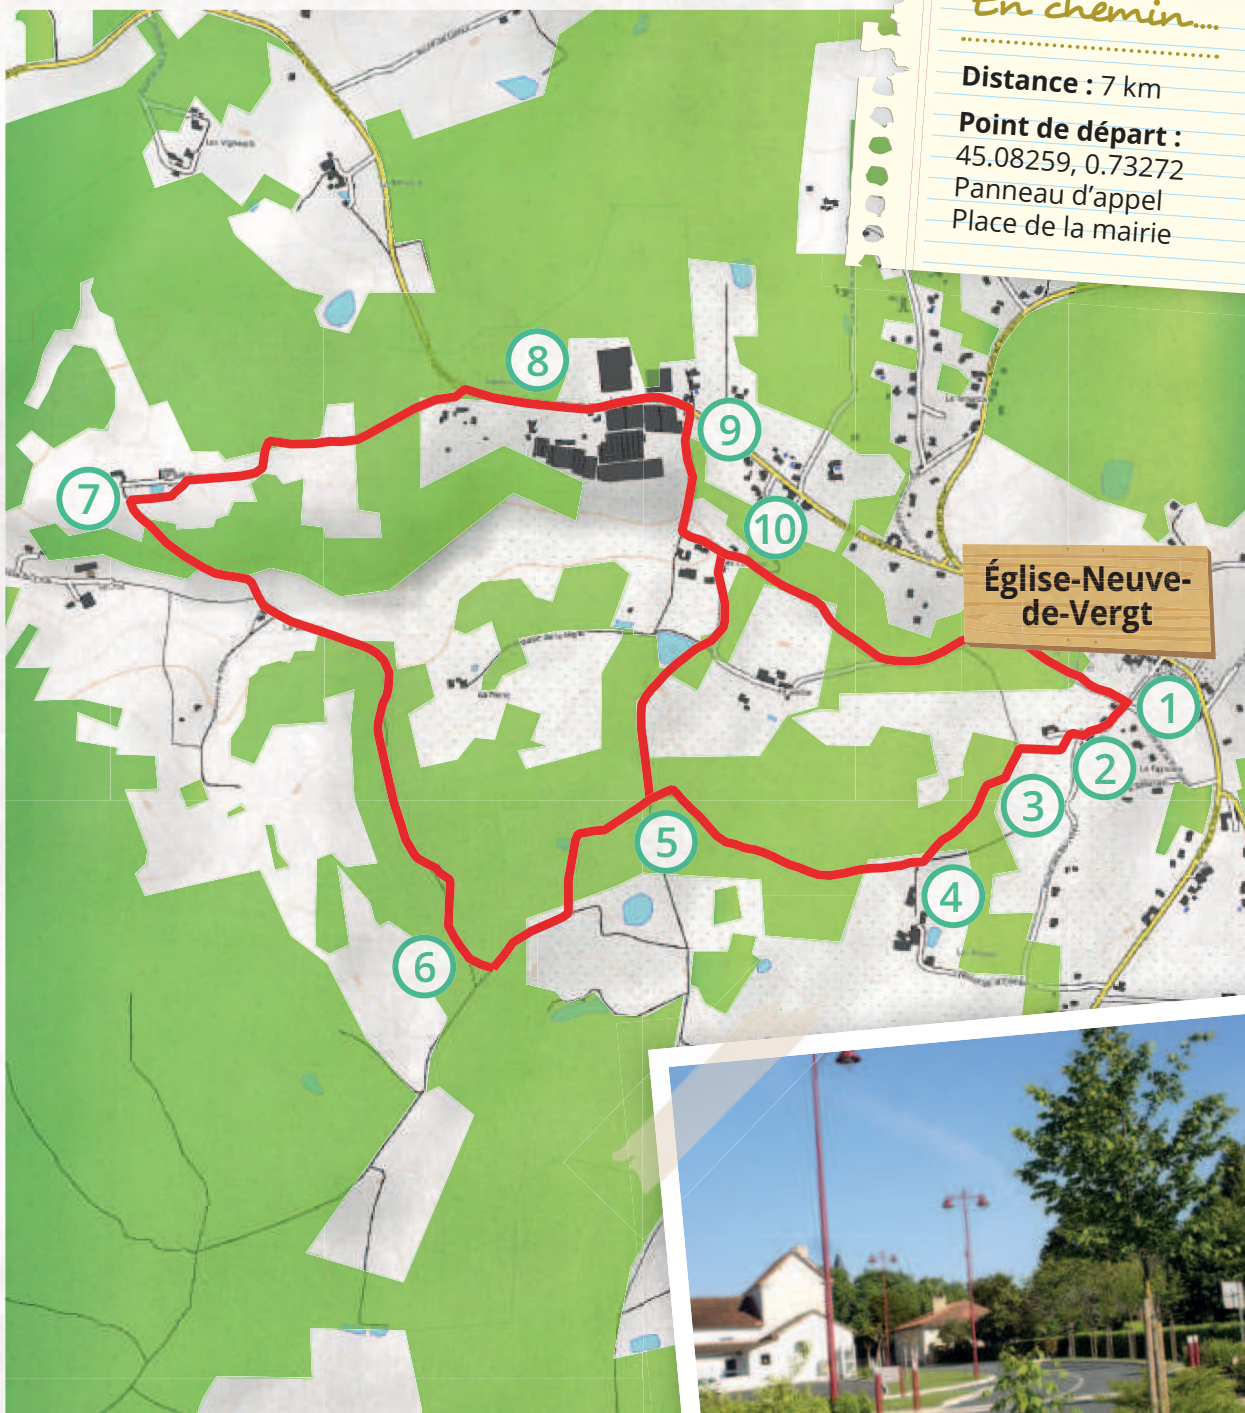 En chemin....
Distance : 7 km
Point de départ :
45.08259, 0.73272
Panneau d'appel
Place de la mairie
8
9
7
10
Église-Neuve-
de-Vergt
1
2
3
5
4
6